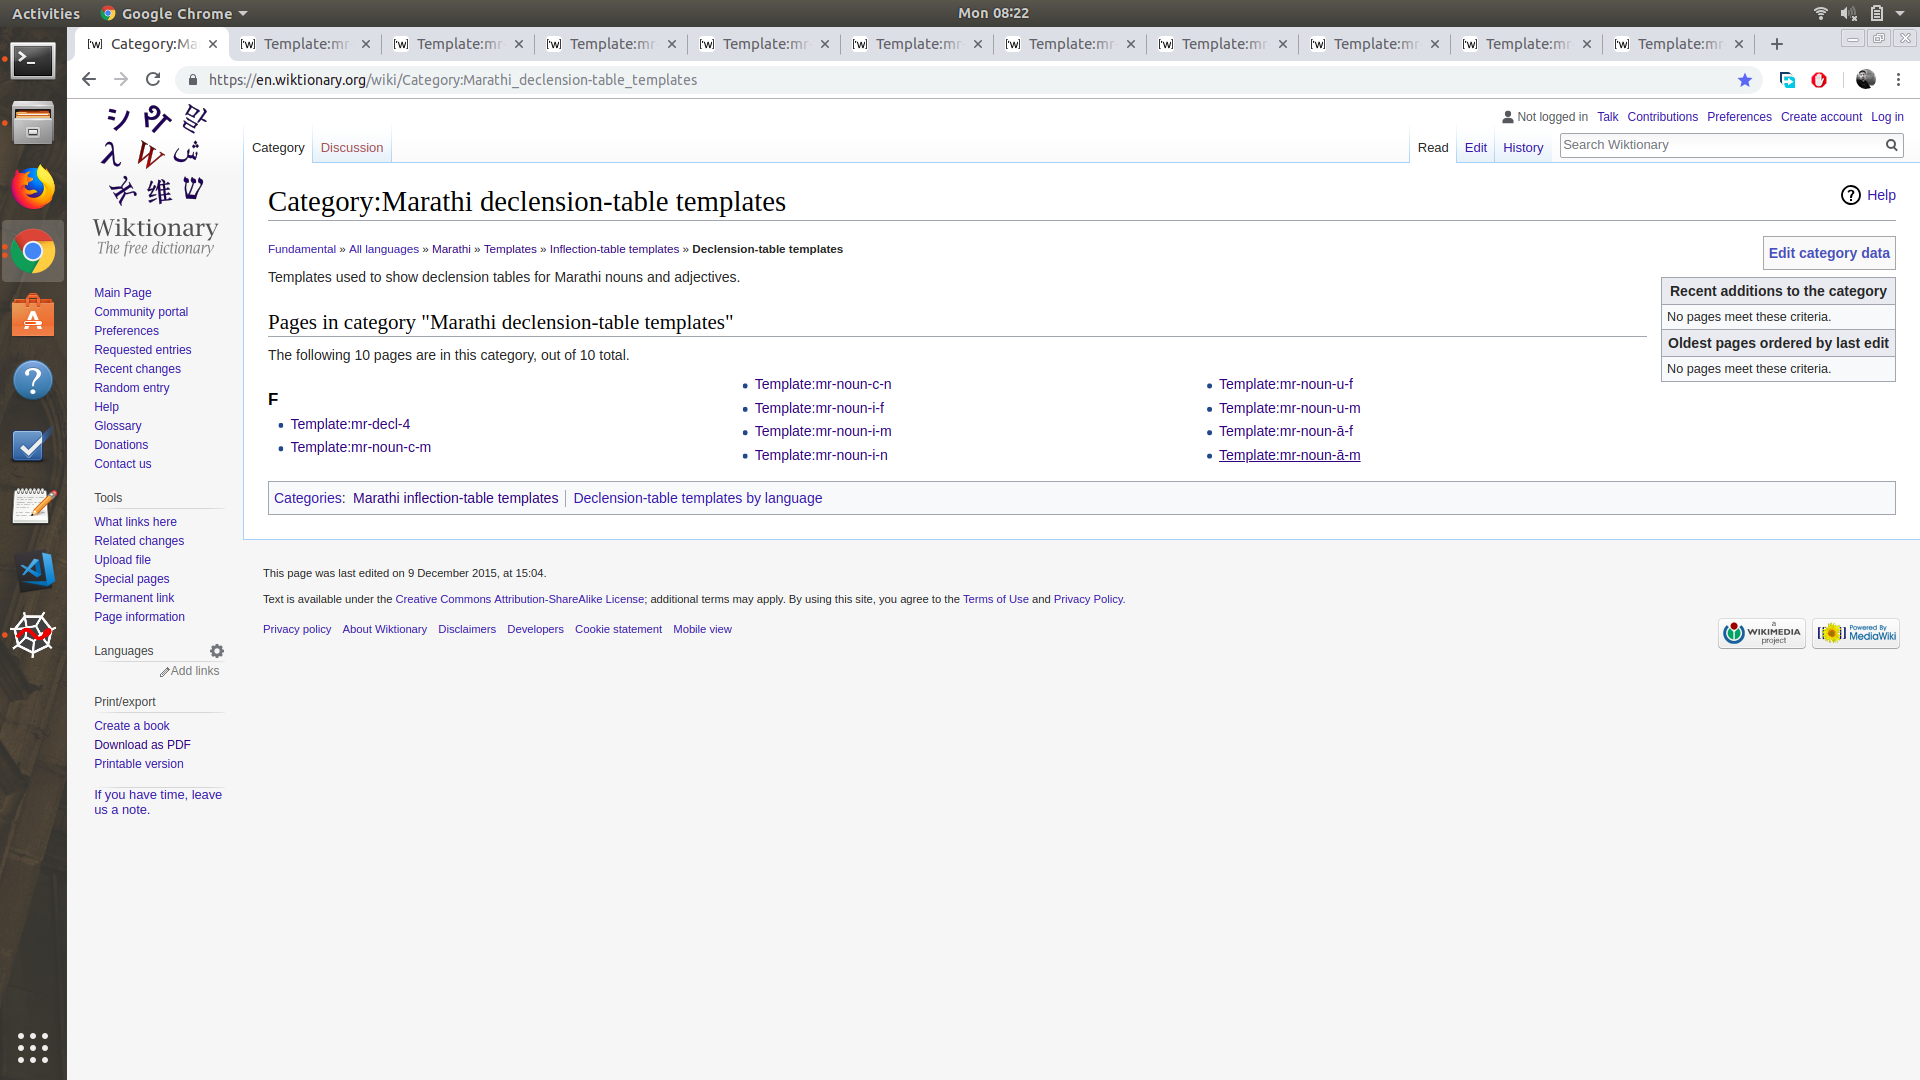 Activities
Google Chrome
Mon 08:22
Category:Ma
Template:mr
Template:mr
Template:mr
Template:mr
Template:mr
Template:mr
Template:mr
Template:mr
Template:mr
Template:mr
https://en.wiktionary.org/wiki/Category:Marathi_declension-table_templates
Not logged in Talk Contributions Preferences Create account Log in
Category Discussion
Read Edit History
Search Wiktionary
Wiktionary
The free dictionary
Category:Marathi declension-table templates
Help
Fundamental » All languages » Marathi » Templates » Inflection-table templates » Declension-table templates
Edit category data
Templates used to show declension tables for Marathi nouns and adjectives.
Recent additions to the category
No pages meet these criteria.
Oldest pages ordered by last edit
No pages meet these criteria.
Pages in category "Marathi declension-table templates"
The following 10 pages are in this category, out of 10 total.
F
Template:mr-decl-4
Template:mr-noun-c-m
Template:mr-noun-c-n
Template:mr-noun-i-f
Template:mr-noun-i-m
Template:mr-noun-i-n
Template:mr-noun-u-f
Template:mr-noun-u-m
Template:mr-noun-ā-f
Template:mr-noun-ā-m
Categories: Marathi inflection-table templates | Declension-table templates by language
Main Page
Community portal
Preferences
Requested entries
Recent changes
Random entry
Help
Glossary
Donations
Contact us
Tools
What links here
Related changes
Upload file
Special pages
Permanent link
Page information
Languages
Add links
Print/export
Create a book
Download as PDF
Printable version
If you have time, leave
us a note.
This page was last edited on 9 December 2015, at 15:04.
Text is available under the Creative Commons Attribution-ShareAlike License; additional terms may apply. By using this site, you agree to the Terms of Use and Privacy Policy.
Privacy policy About Wiktionary Disclaimers Developers Cookie statement Mobile view
a
WIKIMEDIA
project
Powered By
MediaWiki